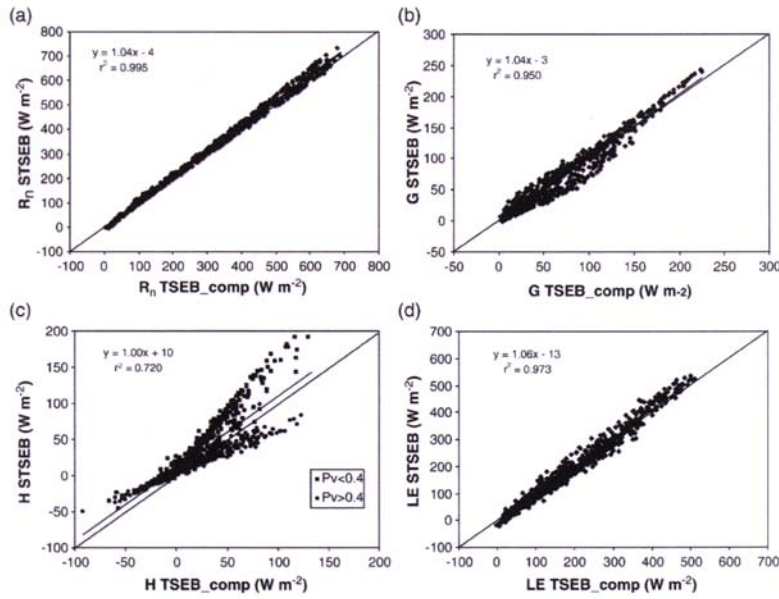 (a)
800
700
600
500
400
300
200
100
0
-100
y = 1.04x - 4
r² = 0.995
Rn STSEB (W m-2)
-100 0 100 200 300 400 500 600 700 800
Rn TSEB_comp (W m-2)
(b)
300
250
200
150
100
50
0
-50
y = 1.04x - 3
r² = 0.950
G STSEB (W m-2)
-50 0 50 100 150 200 250 300
G TSEB_comp (W m-2)
(c)
200
150
100
50
0
-50
-100
y = 1.00x + 10
r² = 0.720
H STSEB (W m-2)
Pv<0.4
Pv>0.4
-100 -50 0 50 100 150 200
H TSEB_comp (W m-2)
(d)
700
600
500
400
300
200
100
0
-100
y = 1.06x - 13
r² = 0.973
LE STSEB (W m-2)
-100 0 100 200 300 400 500 600 700
LE TSEB_comp (W m-2)